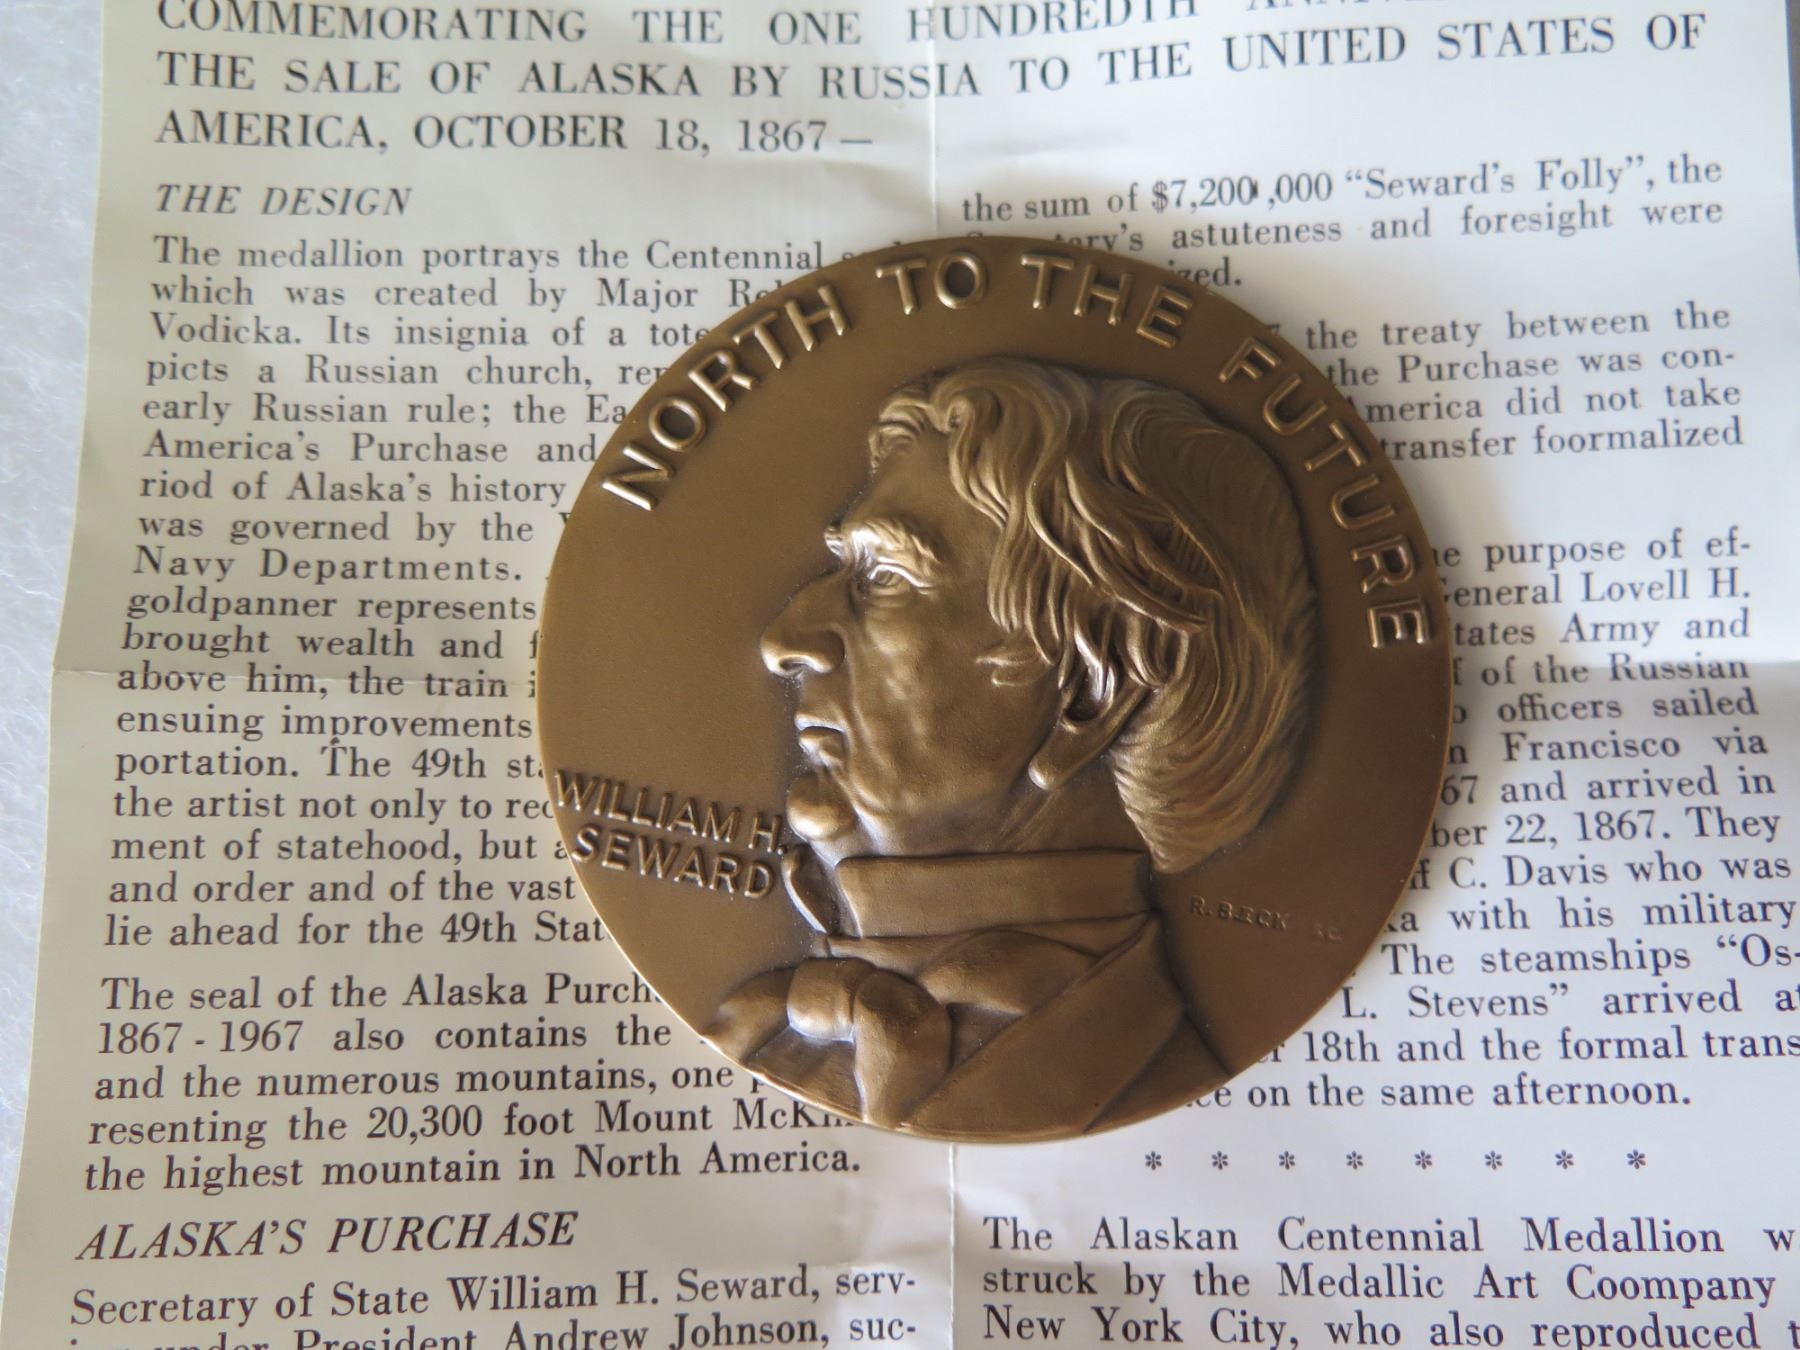 COMMEMORATING THE ONE HUNDREDTH
THE SALE OF ALASKA BY RUSSIA TO THE UNITED STATES OF
AMERICA, OCTOBER 18, 1867 —
THE DESIGN
The medallion portrays the Centennial
which was created by Major
Vodicka. Its insignia of a
picts a Russian church,
early Russian rule; the
America's Purchase and
riod of Alaska's history
was governed by the
Navy Departments.
goldpanner represents
brought wealth and
above him, the train
ensuing improvements
portation. The 49th
the artist not only to
ment of statehood, but
and order and of the vast
lie ahead for the 49th
The seal of the Alaska
1867 - 1967 also contains the
and the numerous mountains, one
resenting the 20,300 foot Mount
the highest mountain in North America.
ALASKA'S PURCHASE
Secretary of State William H. Seward, serv-
under President Andrew Johnson, suc-
the sum of $7,200,000 "Seward's Folly", the
astuteness and foresight were
the treaty between the
the Purchase was con-
America did not take
transfer foormalized
purpose of ef-
General Lovell H.
Army and
of the Russian
officers sailed
Francisco via
and arrived in
22, 1867. They
C. Davis who was
with his military
The steamships "Os-
L. Stevens" arrived
18th and the formal
on the same afternoon.
* * * * * * * *
The Alaskan Centennial Medallion
struck by the Medallic Art Coompany
New York City, who also reproduced
NORTH TO THE FUTURE
WILLIAM H.
SEWARD
R. BECK SC.